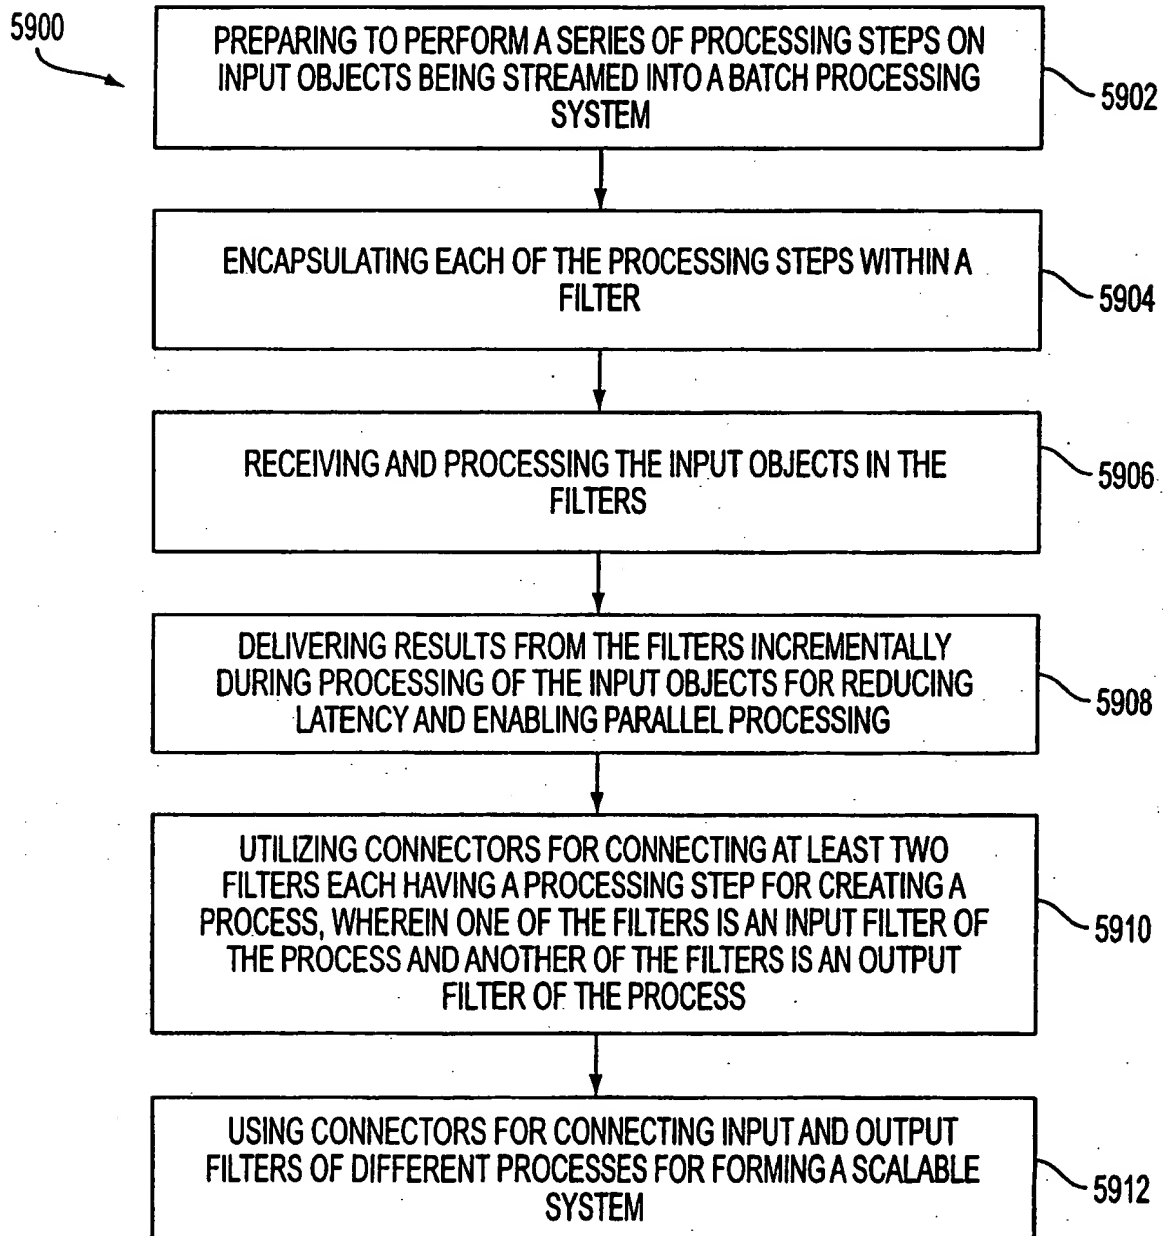 5900
PREPARING TO PERFORM A SERIES OF PROCESSING STEPS ON
INPUT OBJECTS BEING STREAMED INTO A BATCH PROCESSING
SYSTEM
5902
ENCAPSULATING EACH OF THE PROCESSING STEPS WITHIN A
FILTER
5904
RECEIVING AND PROCESSING THE INPUT OBJECTS IN THE
FILTERS
5906
DELIVERING RESULTS FROM THE FILTERS INCREMENTALLY
DURING PROCESSING OF THE INPUT OBJECTS FOR REDUCING
LATENCY AND ENABLING PARALLEL PROCESSING
5908
UTILIZING CONNECTORS FOR CONNECTING AT LEAST TWO
FILTERS EACH HAVING A PROCESSING STEP FOR CREATING A
PROCESS, WHEREIN ONE OF THE FILTERS IS AN INPUT FILTER OF
THE PROCESS AND ANOTHER OF THE FILTERS IS AN OUTPUT
FILTER OF THE PROCESS
5910
USING CONNECTORS FOR CONNECTING INPUT AND OUTPUT
FILTERS OF DIFFERENT PROCESSES FOR FORMING A SCALABLE
SYSTEM
5912